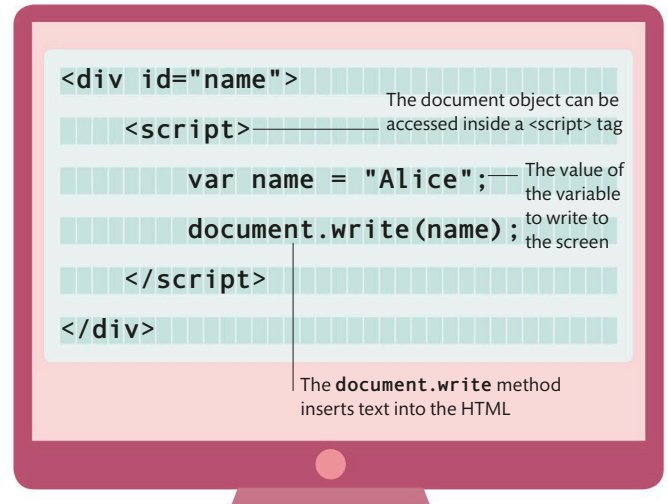 <div id="name">
The document object can be
accessed inside a <script> tag
<script>
var name = "Alice";
The value of
the variable
to write to
the screen
document.write(name);
</script>
</div>
The document.write method
inserts text into the HTML